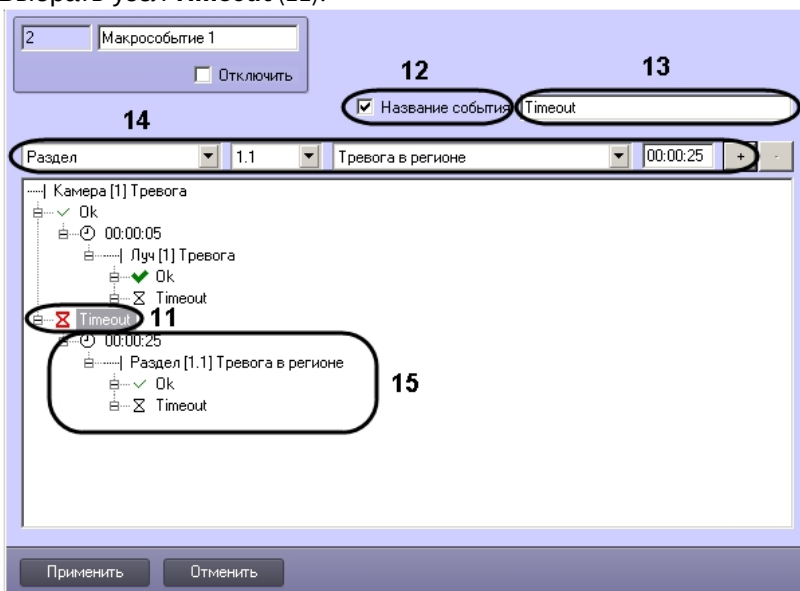 Выбрать узел Timeout (11).
2 Макрособытие 1
Отключить
12 13
Название события Timeout
14
Раздел 1.1 Тревога в регионе 00:00:25 + -
Камера [1] Тревога
Ok
00:00:05
Луч [1] Тревога
Ok
Timeout
Timeout 11
00:00:25
Раздел [1.1] Тревога в регионе
Ok 15
Timeout
Применить Отменить